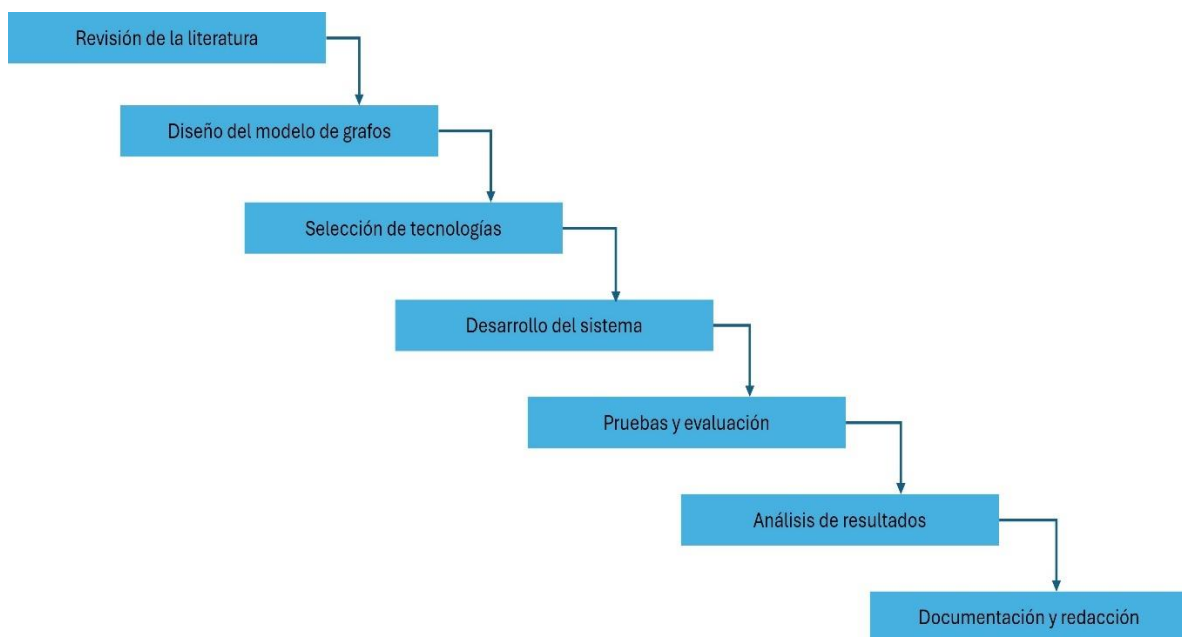 Revisión de la literatura
Diseño del modelo de grafos
Selección de tecnologías
Desarrollo del sistema
Pruebas y evaluación
Análisis de resultados
Documentación y redacción